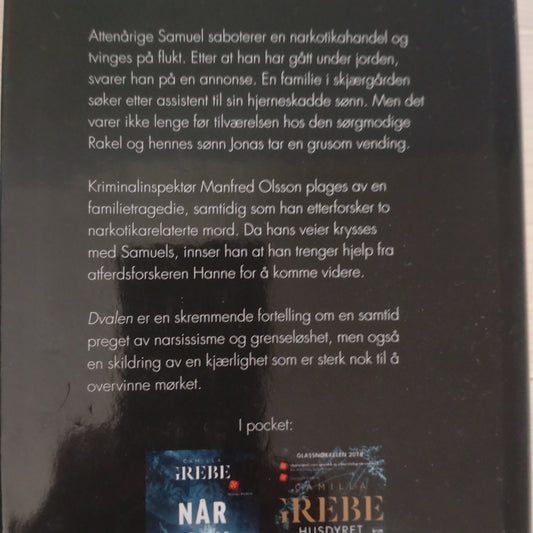 Attenårige Samuel saboterer en narkotikahandel og
tvinges på flukt. Etter at han har gått under jorden,
svarer han på en annonse. En familie i skjærgården
søker etter assistent til sin hjerneskadde sønn. Men det
varer ikke lenge før tilværelsen hos den sørgmodige
Rakel og hennes sønn Jonas tar en grusom vending.
Kriminalinspektør Manfred Olsson plages av en
familietragedie, samtidig som han etterforsker to
narkotikarelaterte mord. Da hans veier krysses
med Samuels, innser han at han trenger hjelp fra
atferdsforskeren Hanne for å komme videre.
Dvalen er en skremmende fortelling om en samtid
preget av narsissisme og grenseløshet, men også
en skildring av en kjærlighet som er sterk nok til å
overvinne mørket.
I pocket:
CAMILLA
GREBE
NÅR
GLASSNØKKELEN 2018
CAMILLA
GREBE
HUSDYRET